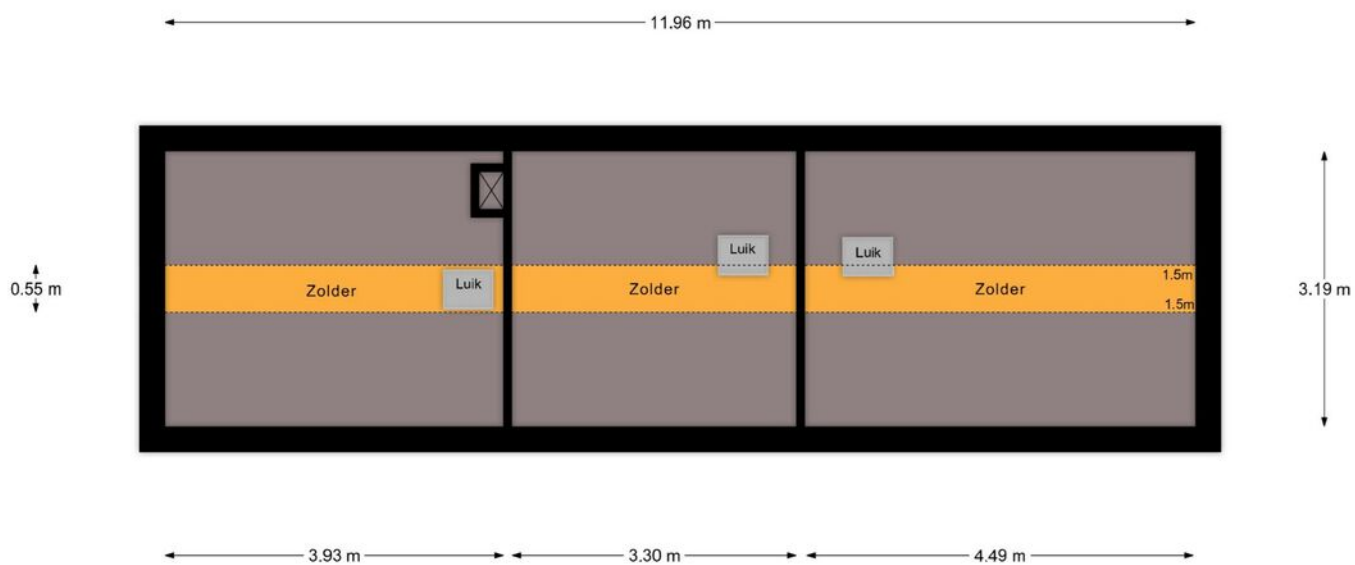 11.96 m
Luik
Luik
Luik
0.55 m
Zolder
Zolder
Zolder
1.5m
1.5m
3.19 m
3.93 m
3.30 m
4.49 m